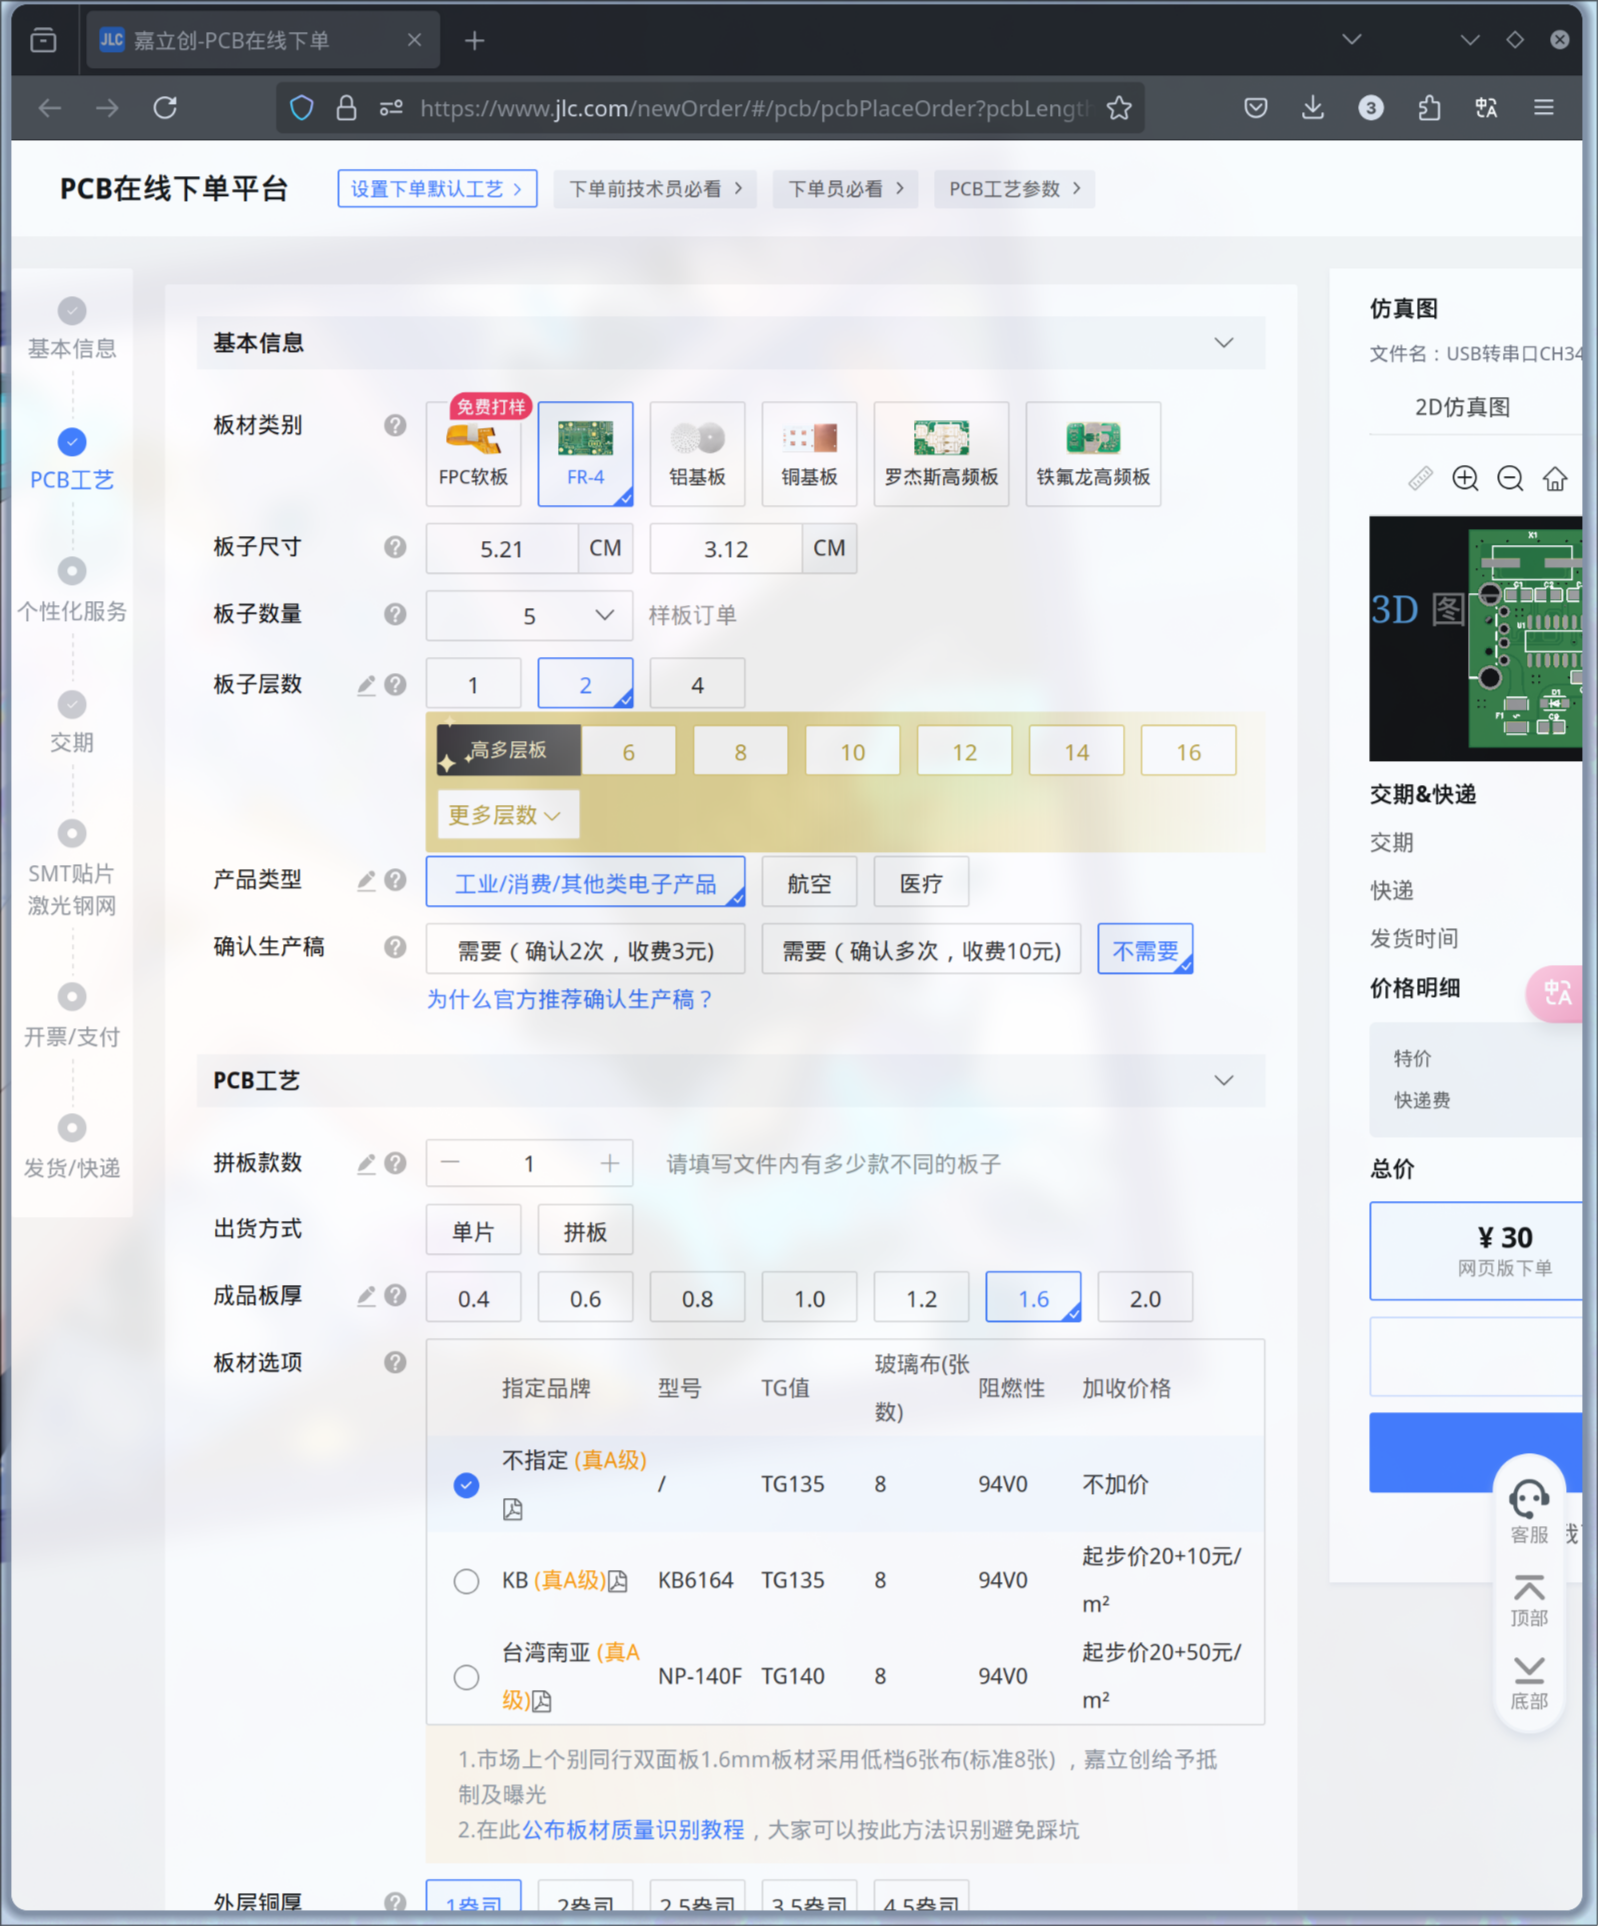 JLC 嘉立创-PCB在线下单
https://www.jlc.com/newOrder/#/pcb/pcbPlaceOrder?pcbLength
3
PCB在线下单平台
设置下单默认工艺
下单前技术员必看
下单员必看
PCB工艺参数
基本信息
PCB工艺
个性化服务
交期
SMT贴片
激光钢网
开票/支付
发货/快递
基本信息
板材类别
免费打样
FPC软板
FR-4
铝基板
铜基板
罗杰斯高频板
铁氟龙高频板
板子尺寸 5.21 CM 3.12 CM
板子数量 5 样板订单
板子层数 1 2 4
高多层板 6 8 10 12 14 16
更多层数
产品类型 工业/消费/其他类电子产品 航空 医疗
确认生产稿 需要（确认2次，收费3元) 需要（确认多次，收费10元) 不需要
为什么官方推荐确认生产稿？
PCB工艺
拼板款数 1 请填写文件内有多少款不同的板子
出货方式 单片 拼板
成品板厚 0.4 0.6 0.8 1.0 1.2 1.6 2.0
板材选项
指定品牌 型号 TG值 玻璃布(张
数) 阻燃性 加收价格
不指定 (真A级) / TG135 8 94V0 不加价
KB (真A级) KB6164 TG135 8 94V0 起步价20+10元/
m²
台湾南亚 (真A
级) NP-140F TG140 8 94V0 起步价20+50元/
m²
1.市场上个别同行双面板1.6mm板材采用低档6张布(标准8张) ，嘉立创给予抵
制及曝光
2.在此公布板材质量识别教程，大家可以按此方法识别避免踩坑
外层铜厚 1盎司 2盎司 2.5盎司 3.5盎司 4.5盎司
仿真图
文件名：USB转串口CH34
2D仿真图
3D 图
X1
C1 C2
U1
D1
F1
C9
交期&快递
交期
快递
发货时间
价格明细
特价
快递费
总价
¥ 30
网页版下单
客服
顶部
底部